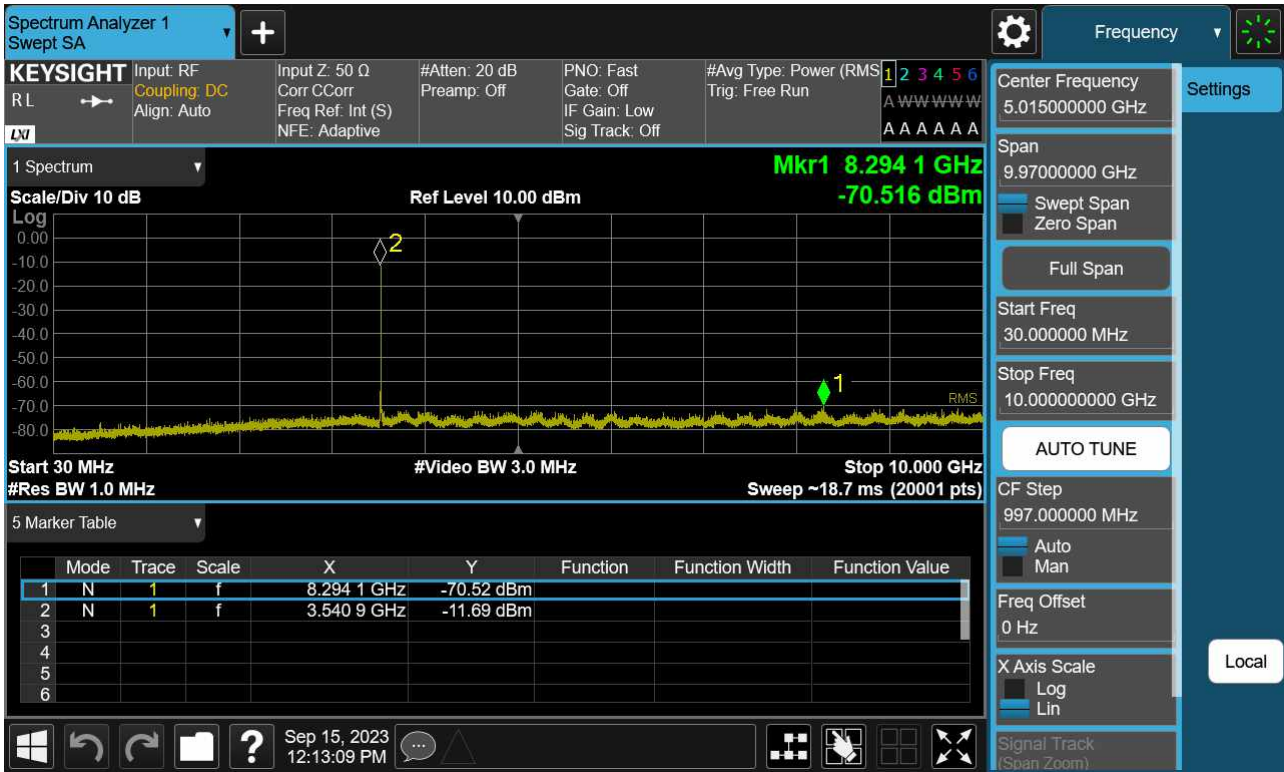 Spectrum Analyzer 1
Swept SA
+
Frequency
KEYSIGHT
RL
LXI
Input: RF
Coupling: DC
Align: Auto
Input Z: 50 Ω
Corr CCorr
Freq Ref: Int (S)
NFE: Adaptive
#Atten: 20 dB
Preamp: Off
PNO: Fast
Gate: Off
IF Gain: Low
Sig Track: Off
#Avg Type: Power (RMS
Trig: Free Run
1 2 3 4 5 6
A W W W W W
A A A A A A
1 Spectrum
Mkr1 8.294 1 GHz
-70.516 dBm
Scale/Div 10 dB
Ref Level 10.00 dBm
Log
0.00
-10.0
-20.0
-30.0
-40.0
-50.0
-60.0
-70.0
-80.0
2
1
RMS
Start 30 MHz
#Video BW 3.0 MHz
Stop 10.000 GHz
#Res BW 1.0 MHz
Sweep ~18.7 ms (20001 pts)
5 Marker Table
Mode Trace Scale X Y Function Function Width Function Value
1 N 1 f 8.294 1 GHz -70.52 dBm
2 N 1 f 3.540 9 GHz -11.69 dBm
3
4
5
6
?
Sep 15, 2023
12:13:09 PM
Center Frequency
5.015000000 GHz
Span
9.97000000 GHz
Swept Span
Zero Span
Full Span
Start Freq
30.000000 MHz
Stop Freq
10.000000000 GHz
AUTO TUNE
CF Step
997.000000 MHz
Auto
Man
Freq Offset
0 Hz
X Axis Scale
Log
Lin
Signal Track
(Span Zoom)
Settings
Local